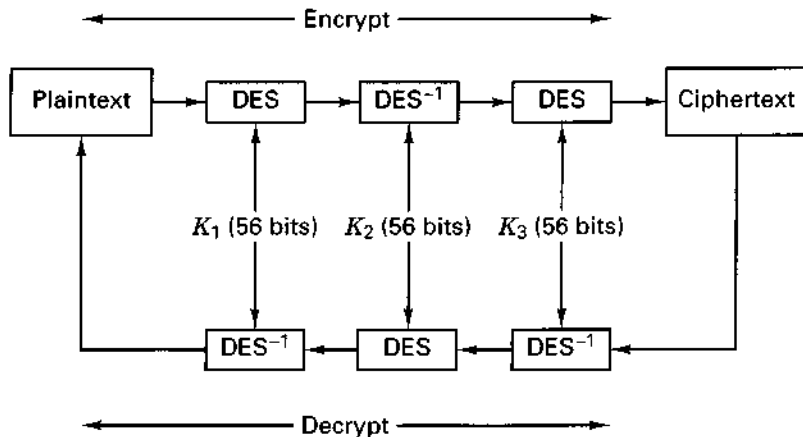 Encrypt
Plaintext
DES
DES⁻¹
DES
Ciphertext
K₁ (56 bits)
K₂ (56 bits)
K₃ (56 bits)
DES⁻¹
DES
DES⁻¹
Decrypt